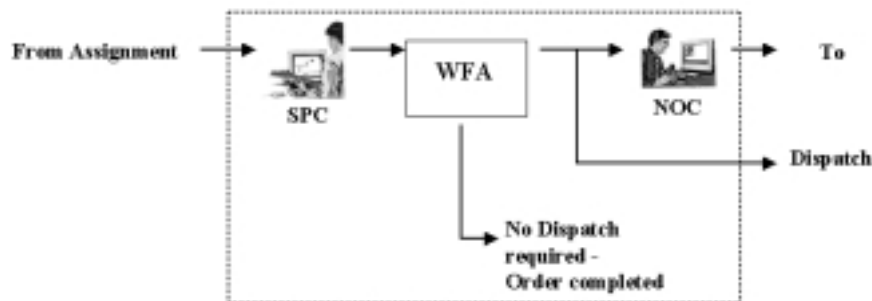 From Assignment
SPC
WFA
NOC
To
Dispatch
No Dispatch
required -
Order completed